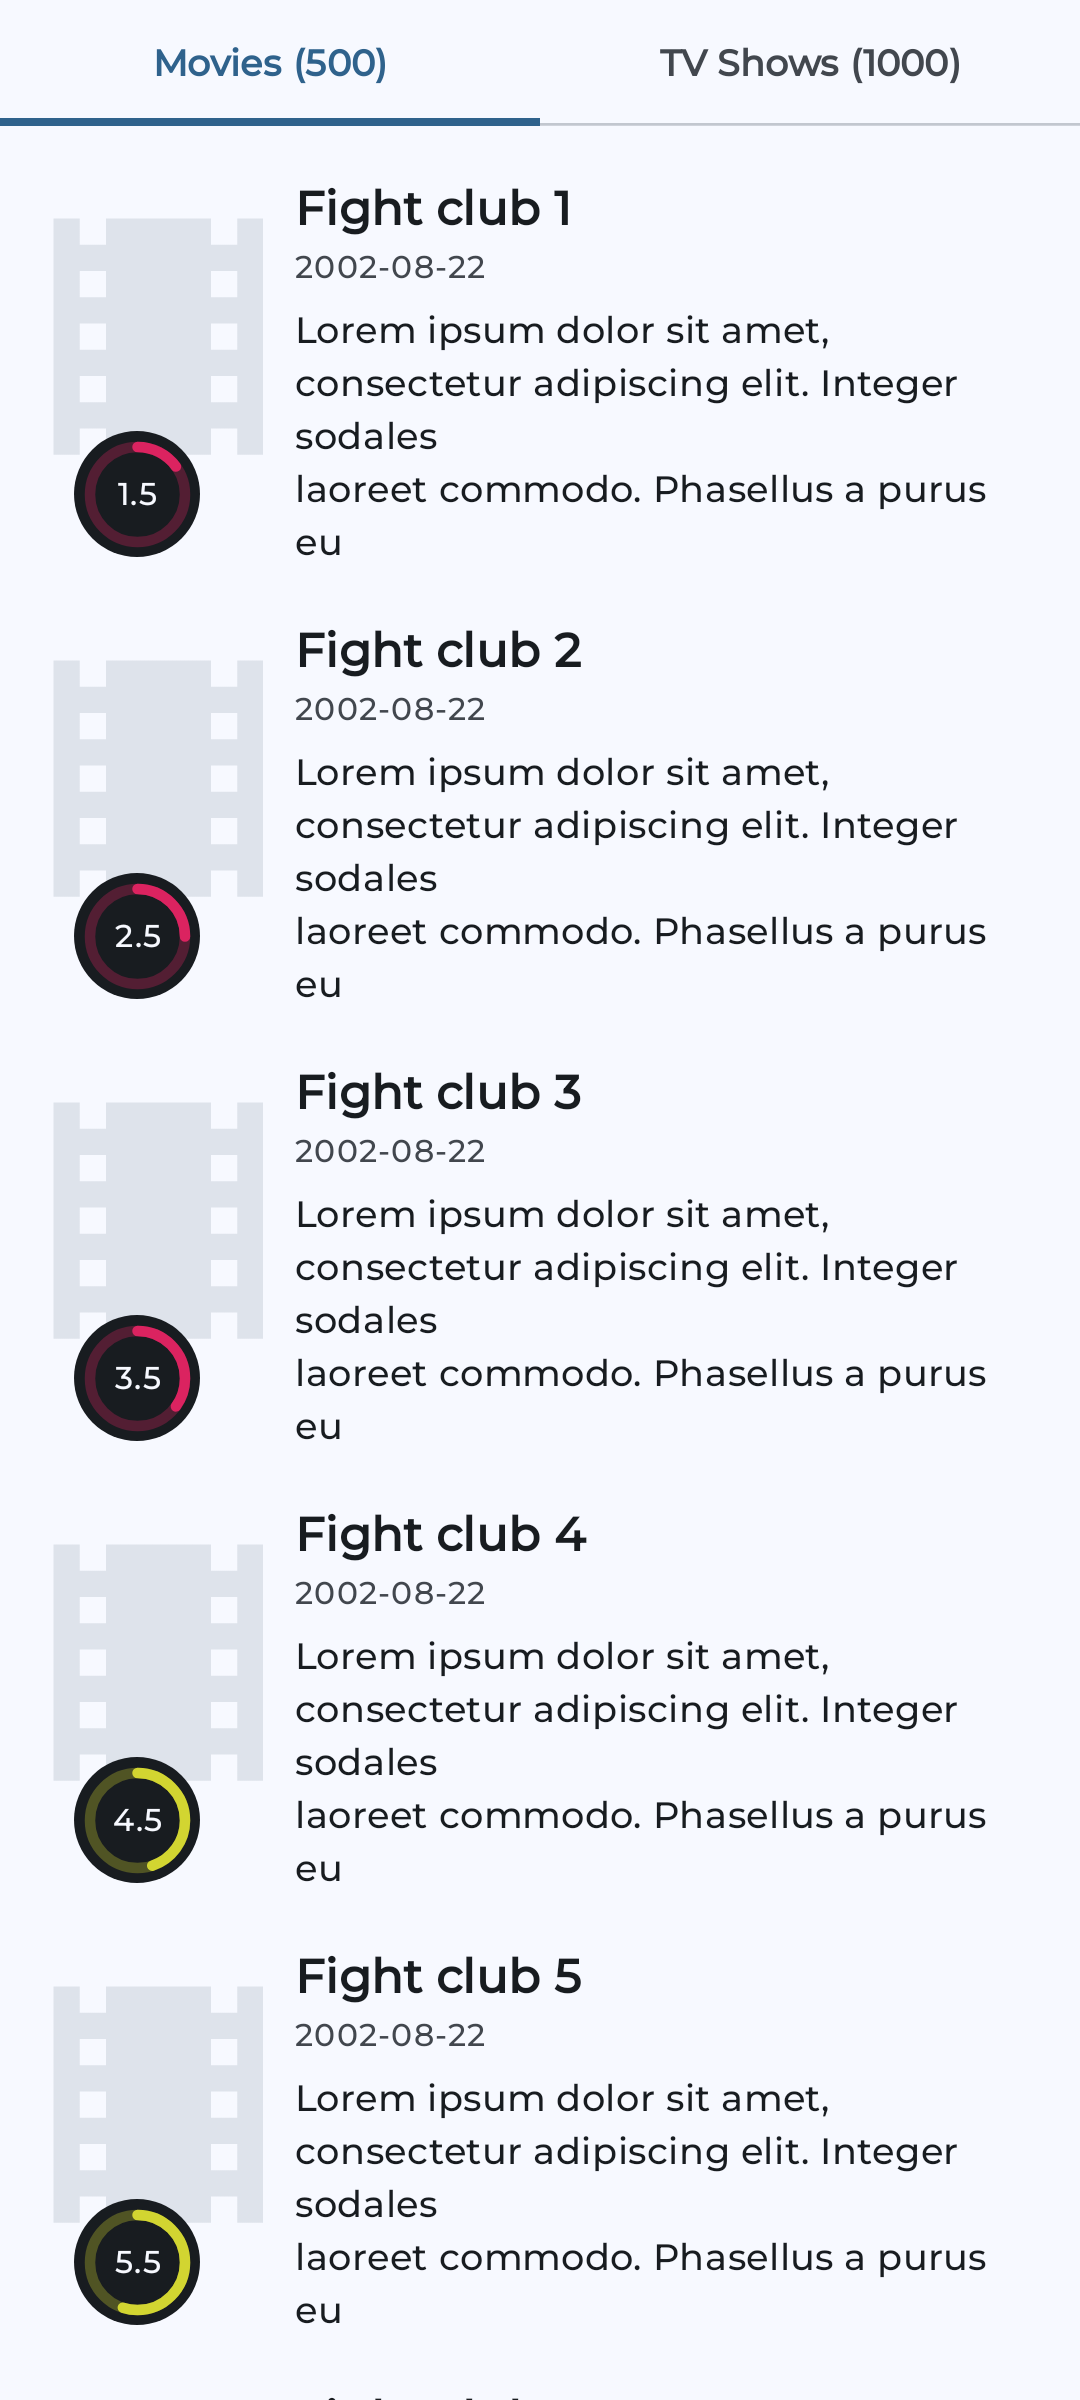 Movies (500)
TV Shows (1000)
Fight club 1
2002-08-22
Lorem ipsum dolor sit amet,
consectetur adipiscing elit. Integer
sodales
laoreet commodo. Phasellus a purus
eu
1.5
Fight club 2
2002-08-22
Lorem ipsum dolor sit amet,
consectetur adipiscing elit. Integer
sodales
laoreet commodo. Phasellus a purus
eu
2.5
Fight club 3
2002-08-22
Lorem ipsum dolor sit amet,
consectetur adipiscing elit. Integer
sodales
laoreet commodo. Phasellus a purus
eu
3.5
Fight club 4
2002-08-22
Lorem ipsum dolor sit amet,
consectetur adipiscing elit. Integer
sodales
laoreet commodo. Phasellus a purus
eu
4.5
Fight club 5
2002-08-22
Lorem ipsum dolor sit amet,
consectetur adipiscing elit. Integer
sodales
laoreet commodo. Phasellus a purus
eu
5.5